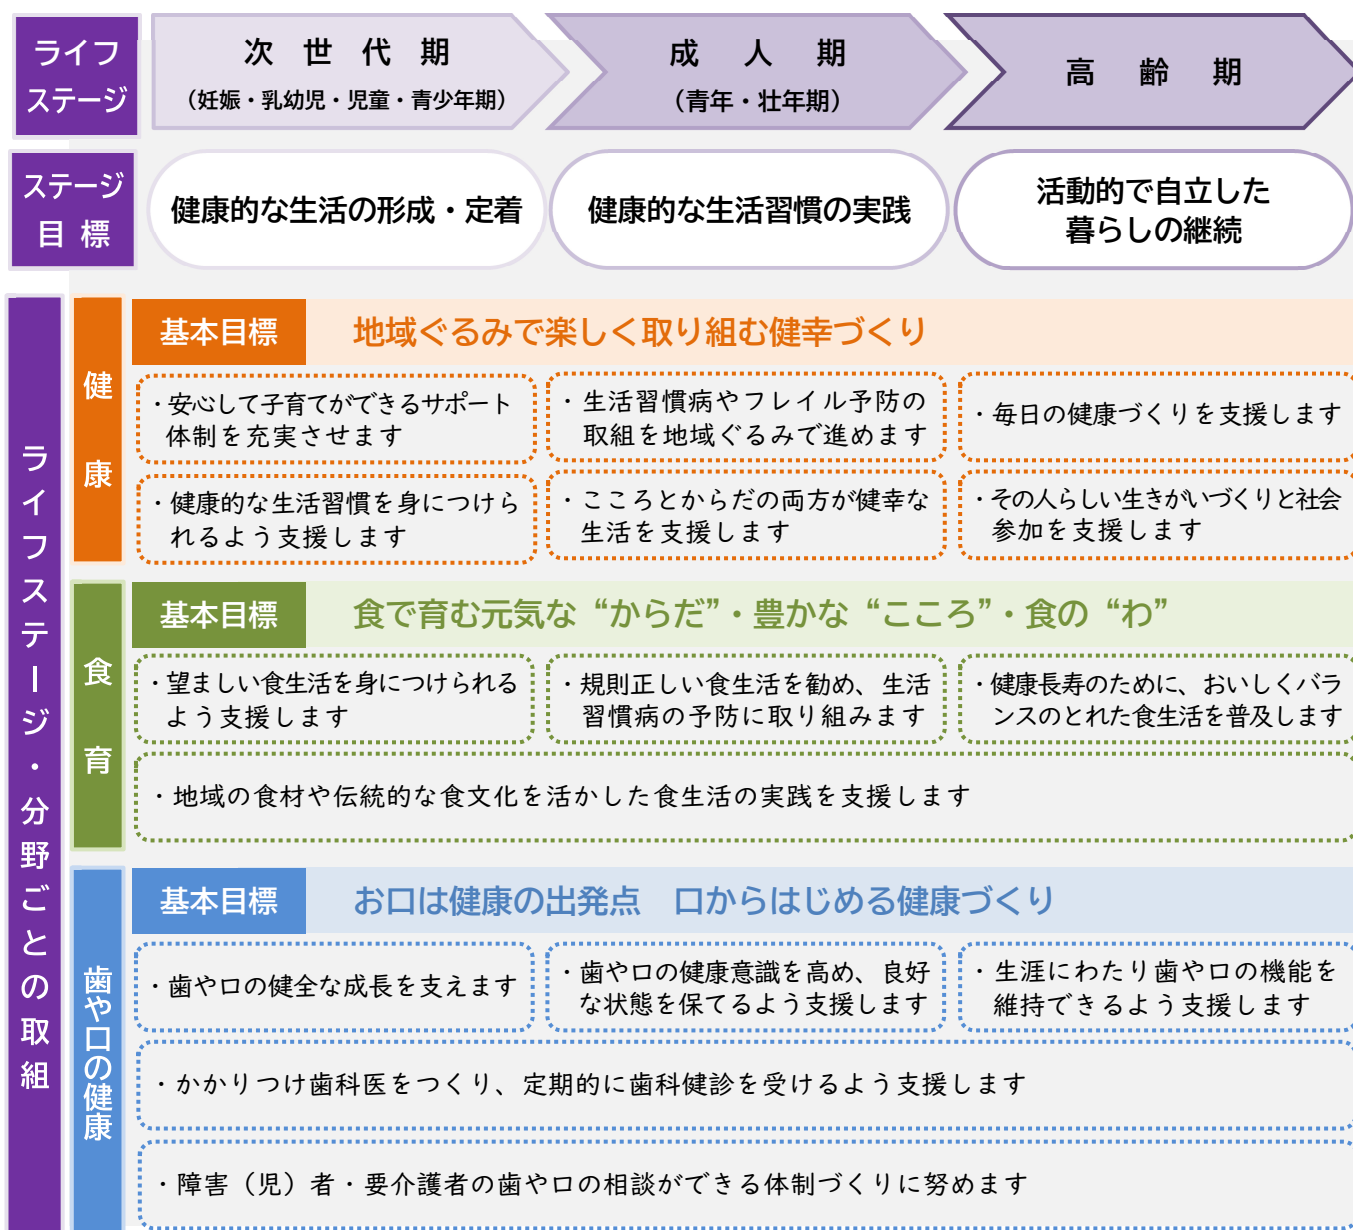 ライフ
ステージ
次世代期
（妊娠・乳幼児・児童・青少年期）
成人期
（青年・壮年期）
高齢期
ステージ
目標
健康的な生活の形成・定着
健康的な生活習慣の実践
活動的で自立した
暮らしの継続
ライフステージ・分野ごとの取組
健康
基本目標
地域ぐるみで楽しく取り組む健幸づくり
・安心して子育てができるサポート
体制を充実させます
・生活習慣病やフレイル予防の
取組を地域ぐるみで進めます
・毎日の健康づくりを支援します
・健康的な生活習慣を身につけら
れるよう支援します
・こころとからだの両方が健幸な
生活を支援します
・その人らしい生きがいづくりと社会
参加を支援します
食育
基本目標
食で育む元気な“からだ”・豊かな“こころ”・食の“わ”
・望ましい食生活を身につけられる
よう支援します
・規則正しい食生活を勧め、生活
習慣病の予防に取り組みます
・健康長寿のために、おいしくバラ
ンスのとれた食生活を普及します
・地域の食材や伝統的な食文化を活かした食生活の実践を支援します
歯や口の健康
基本目標
お口は健康の出発点　口からはじめる健康づくり
・歯や口の健全な成長を支えます
・歯や口の健康意識を高め、良好
な状態を保てるよう支援します
・生涯にわたり歯や口の機能を
維持できるよう支援します
・かかりつけ歯科医をつくり、定期的に歯科健診を受けるよう支援します
・障害（児）者・要介護者の歯や口の相談ができる体制づくりに努めます